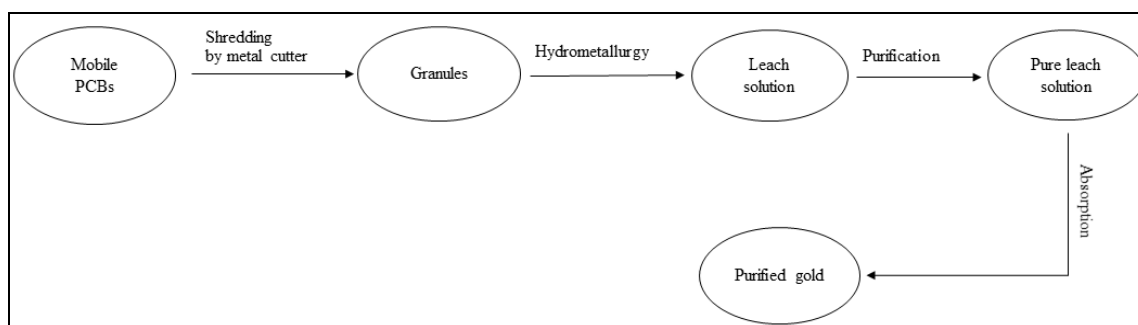 Mobile
PCBs
Shredding
by metal cutter
Granules
Hydrometallurgy
Leach
solution
Purification
Pure leach
solution
Absorption
Purified gold